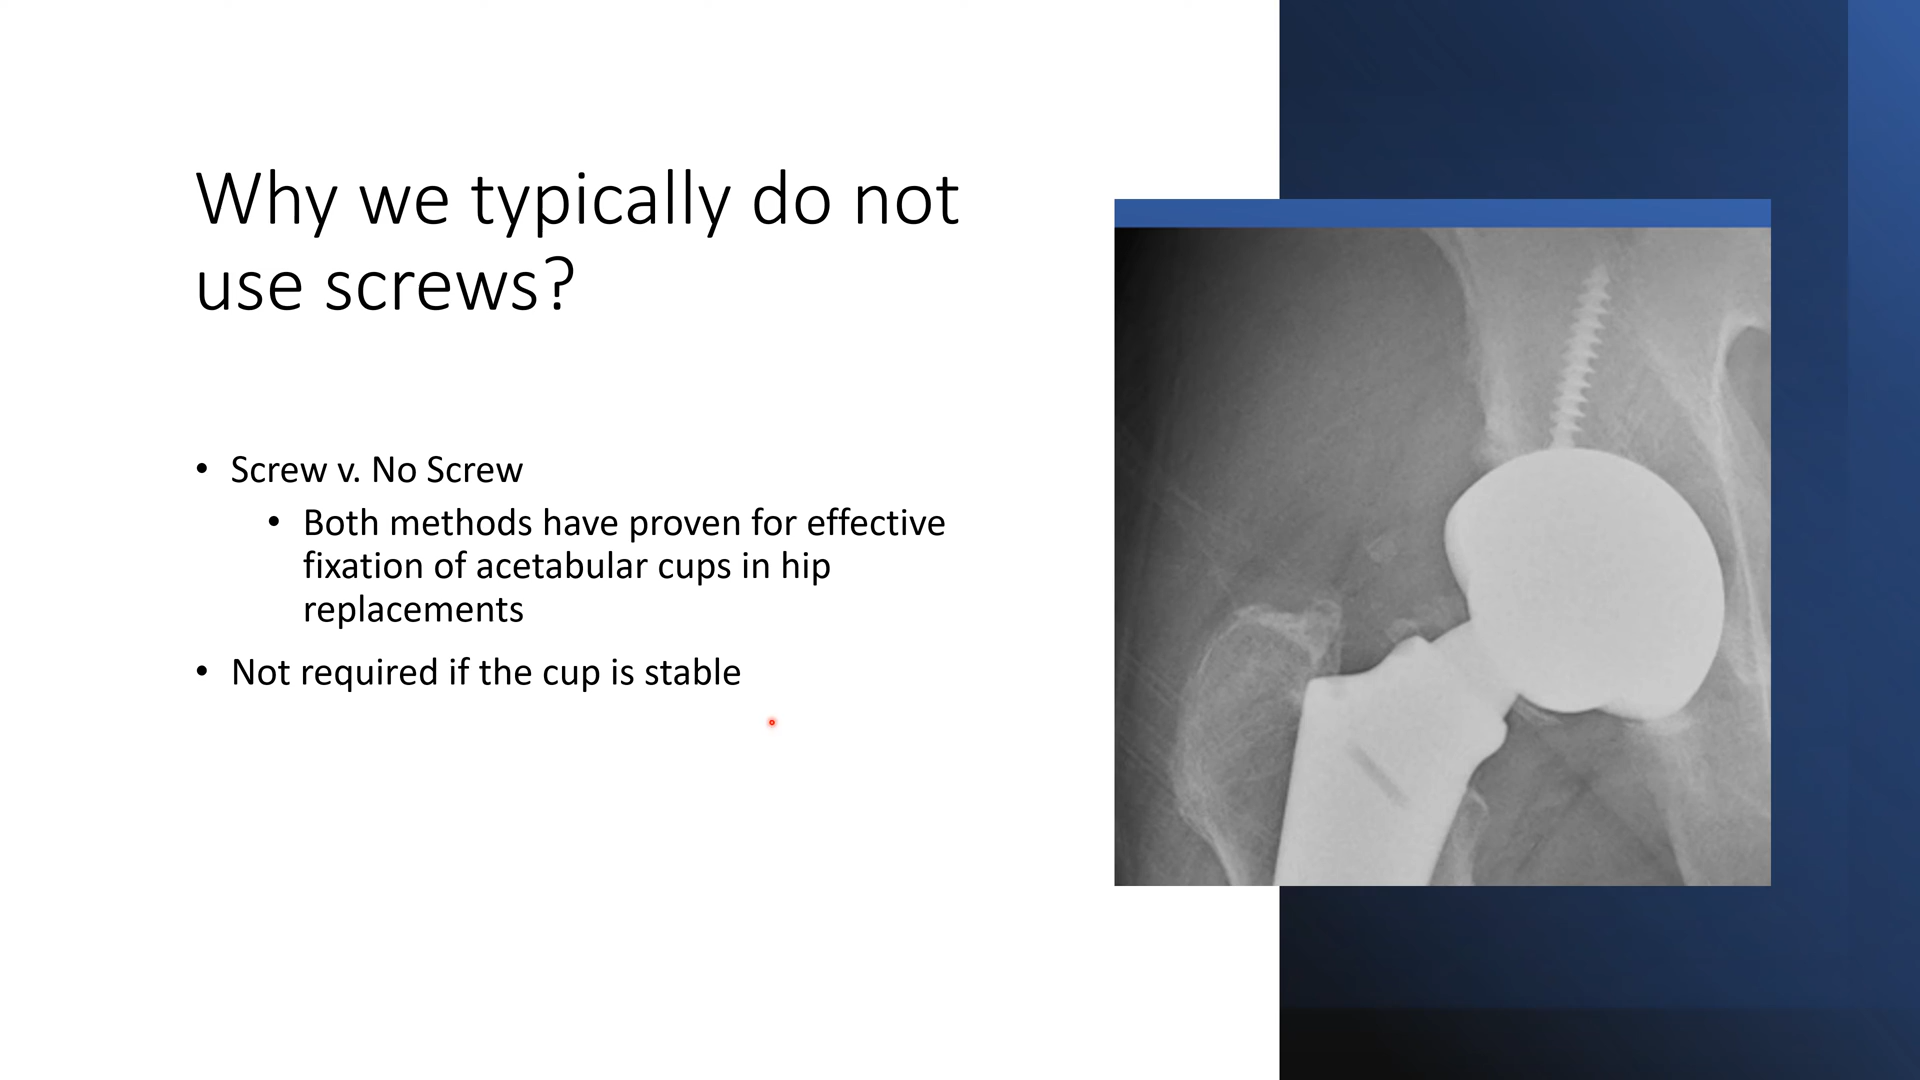 Why we typically do not
use screws?
• Screw v. No Screw
• Both methods have proven for effective
fixation of acetabular cups in hip
replacements
• Not required if the cup is stable